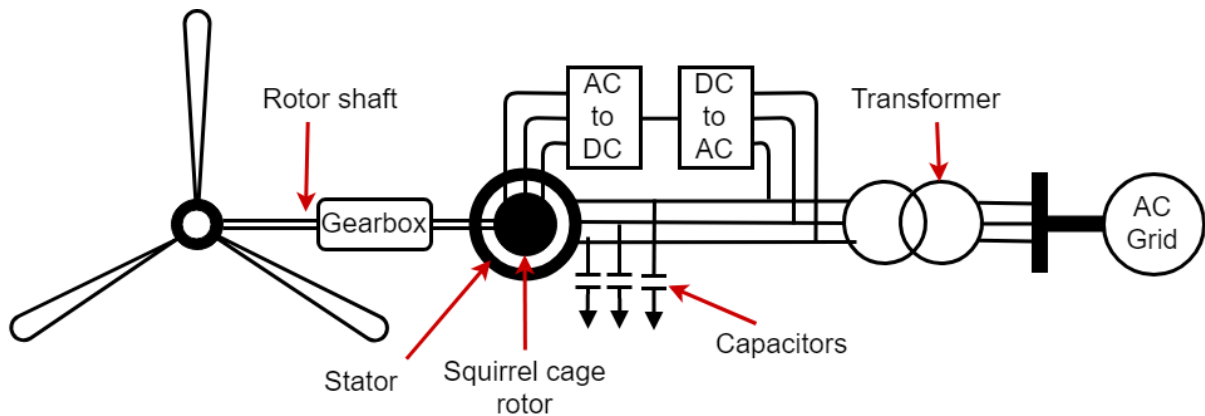 Rotor shaft
AC
to
DC
DC
to
AC
Transformer
Gearbox
AC
Grid
Stator
Squirrel cage
rotor
Capacitors